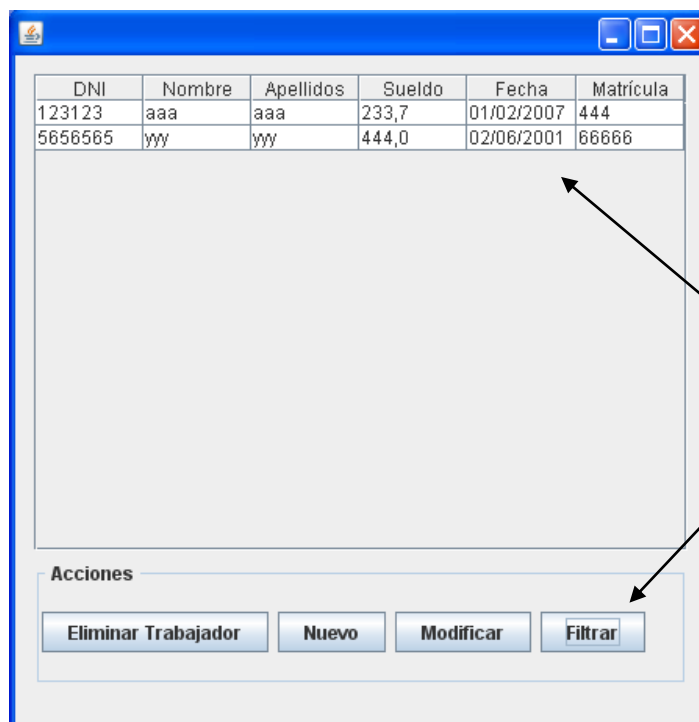 DNI Nombre Apellidos Sueldo Fecha Matrícula
123123 aaa aaa 233,7 01/02/2007 444
5656565 yyy yyy 444,0 02/06/2001 66666
Acciones
Eliminar Trabajador Nuevo Modificar Filtrar